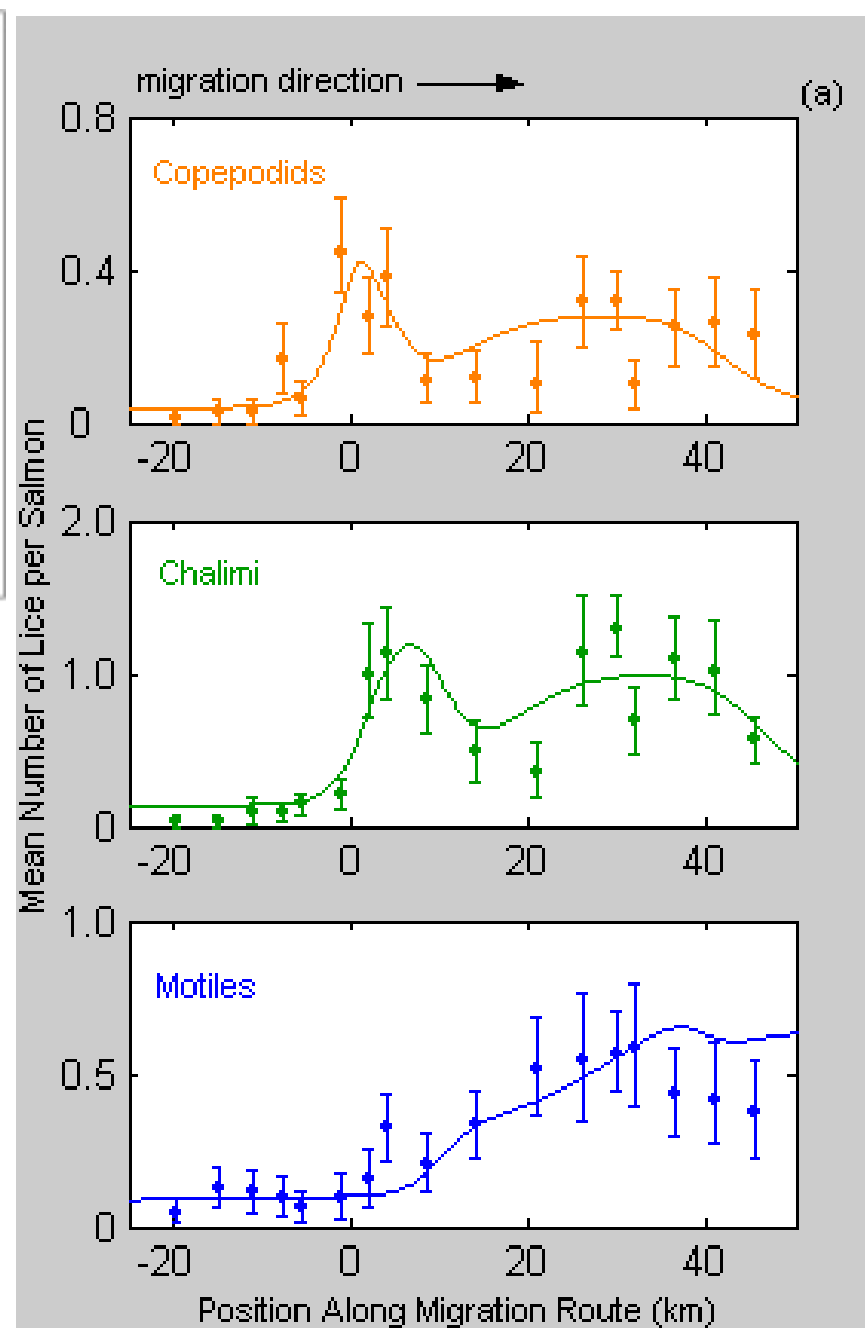 migration direction
(a)
Mean Number of Lice per Salmon
Copepodids
0.8
0.4
0
-20 0 20 40
Chalimi
2.0
1.0
0
-20 0 20 40
Motiles
1.0
0.5
0
-20 0 20 40
Position Along Migration Route (km)